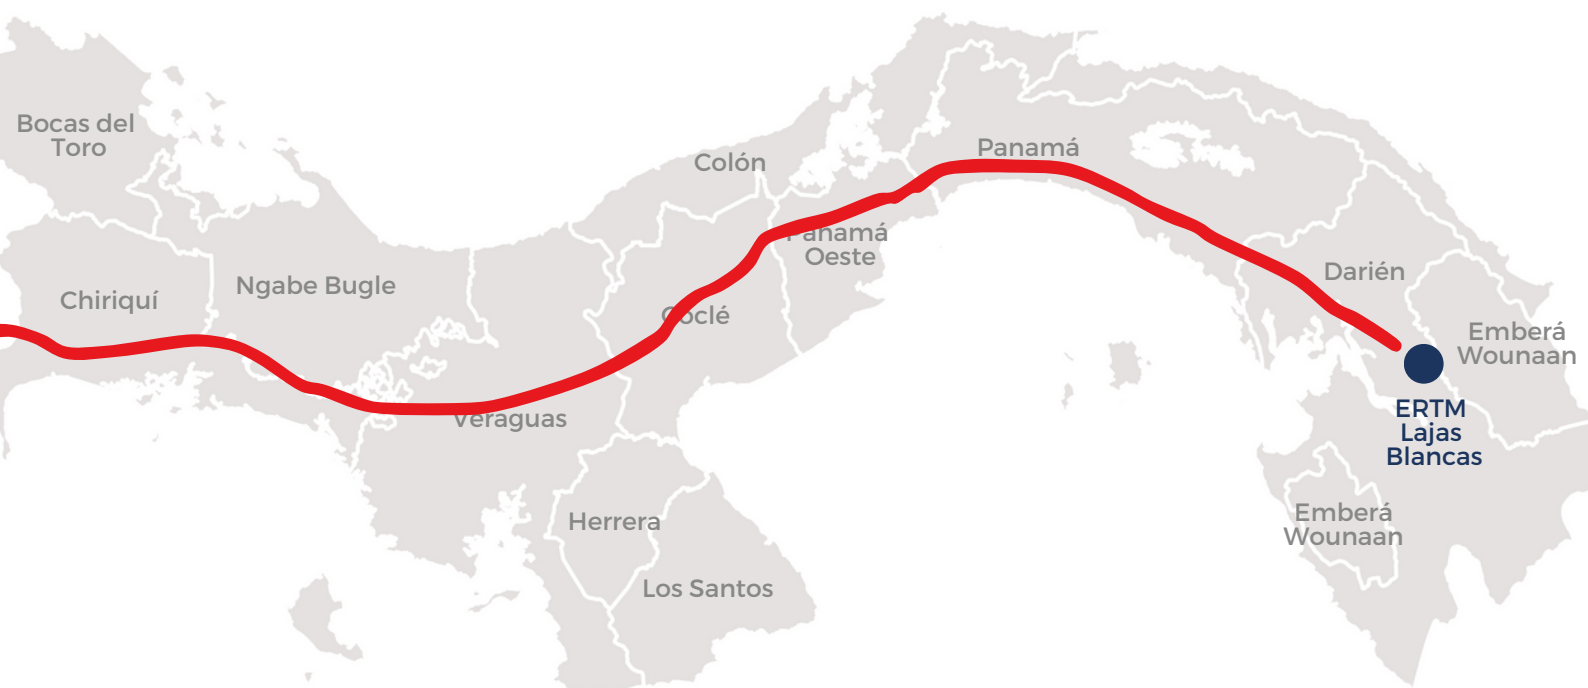 Bocas del
Toro
Colón
Panamá
Panamá
Oeste
Darién
Ngabe Bugle
Chiriquí
Coclé
Emberá
Wounaan
Veraguas
ERTM
Lajas
Blancas
Herrera
Emberá
Wounaan
Los Santos